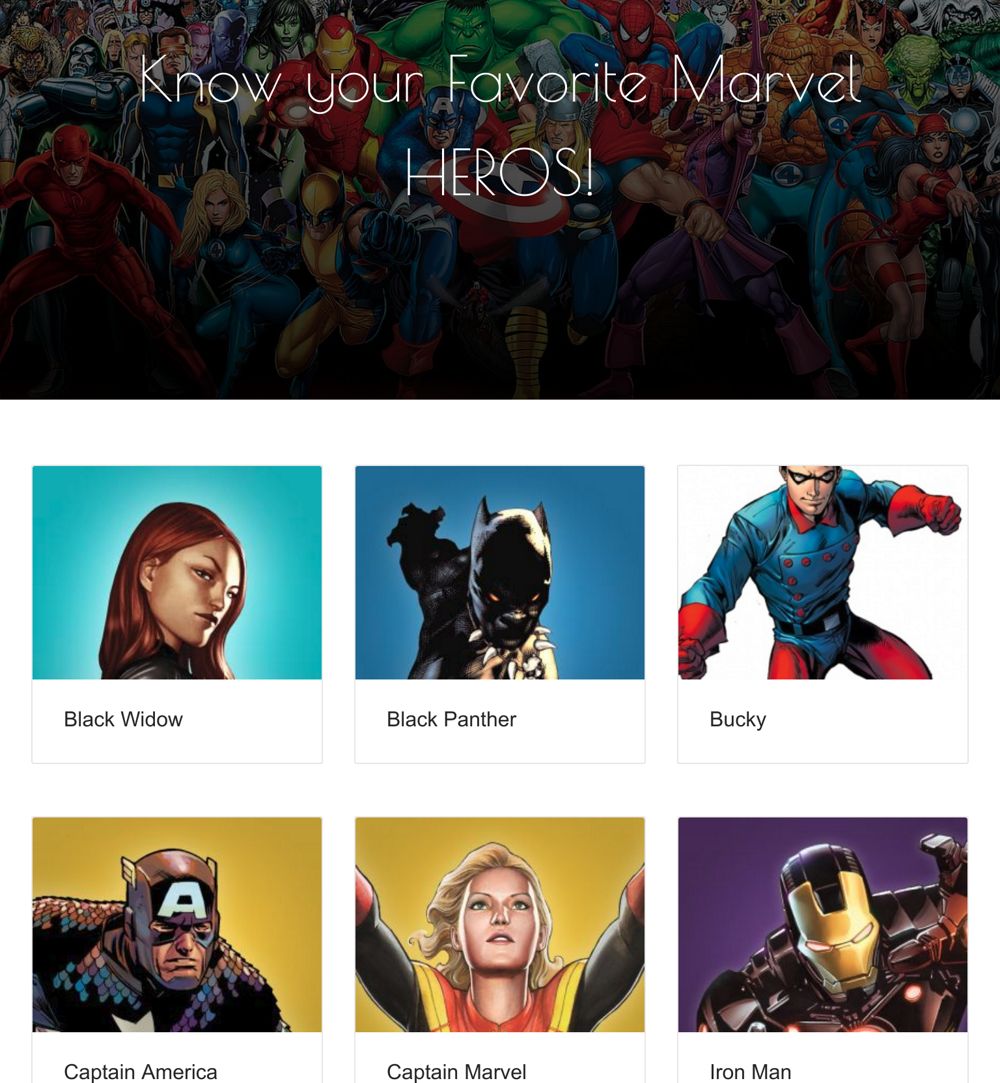 Know your Favorite Marvel
HEROS!
Black Widow
Black Panther
Bucky
Captain America
Captain Marvel
Iron Man